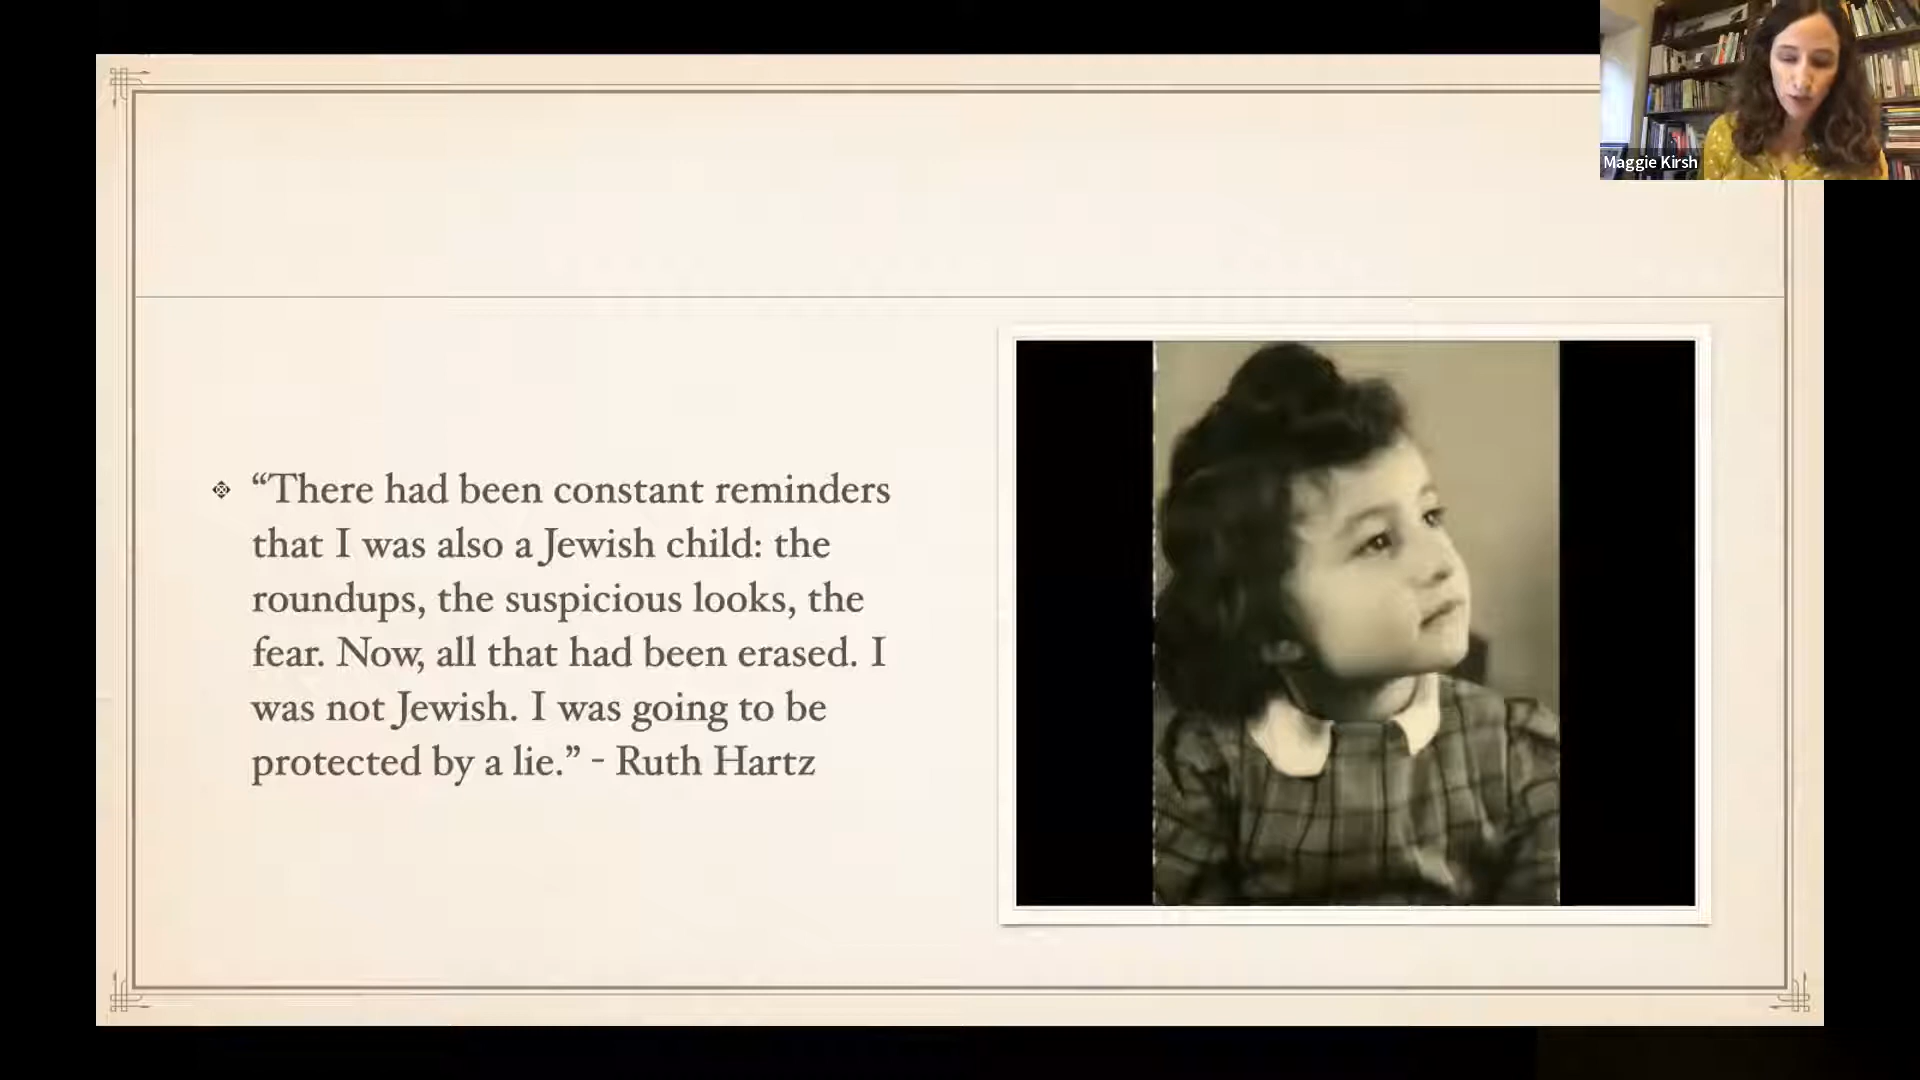 Maggie Kirsh
“There had been constant reminders
that I was also a Jewish child: the
roundups, the suspicious looks, the
fear. Now, all that had been erased. I
was not Jewish. I was going to be
protected by a lie.” - Ruth Hartz